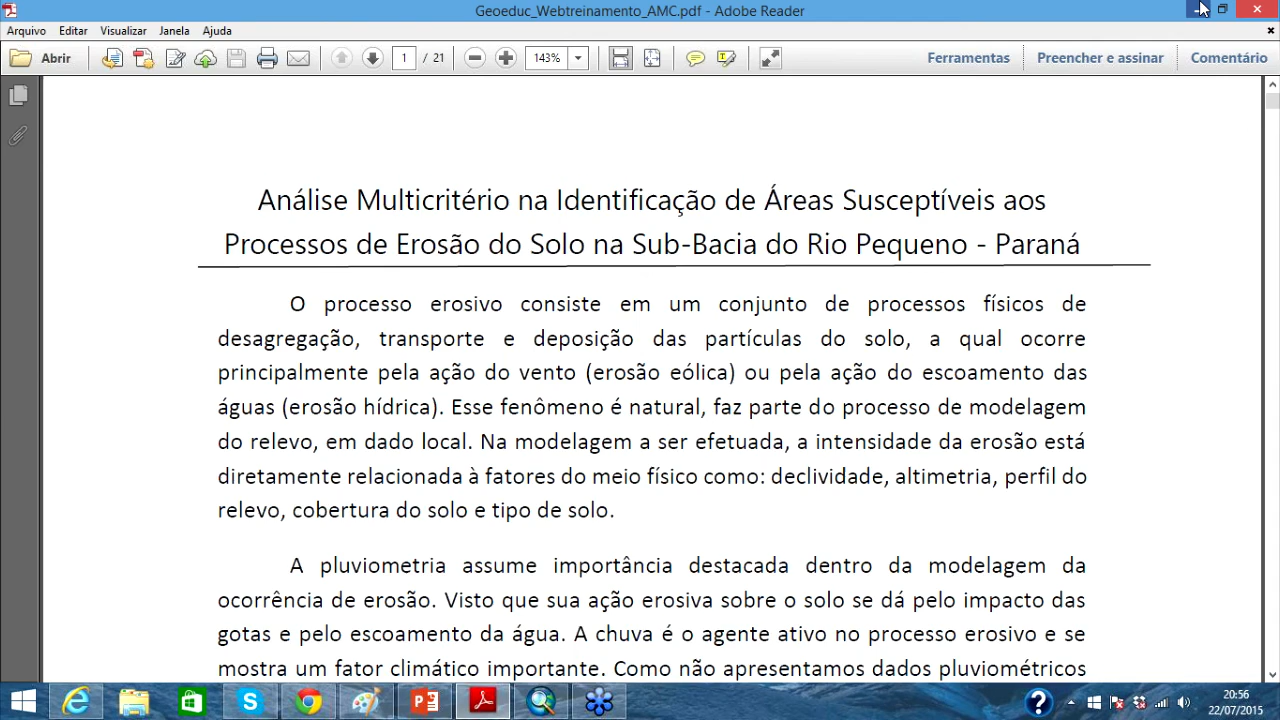 Geoeduc_Webtreinamento_AMC.pdf - Adobe Reader
Arquivo Editar Visualizar Janela Ajuda
Abrir 1 / 21 143% Ferramentas Preencher e assinar Comentário
Análise Multicritério na Identificação de Áreas Susceptíveis aos
Processos de Erosão do Solo na Sub-Bacia do Rio Pequeno - Paraná
O processo erosivo consiste em um conjunto de processos físicos de
desagregação, transporte e deposição das partículas do solo, a qual ocorre
principalmente pela ação do vento (erosão eólica) ou pela ação do escoamento das
águas (erosão hídrica). Esse fenômeno é natural, faz parte do processo de modelagem
do relevo, em dado local. Na modelagem a ser efetuada, a intensidade da erosão está
diretamente relacionada à fatores do meio físico como: declividade, altimetria, perfil do
relevo, cobertura do solo e tipo de solo.
A pluviometria assume importância destacada dentro da modelagem da
ocorrência de erosão. Visto que sua ação erosiva sobre o solo se dá pelo impacto das
gotas e pelo escoamento da água. A chuva é o agente ativo no processo erosivo e se
mostra um fator climático importante. Como não apresentamos dados pluviométricos
20:56
22/07/2015